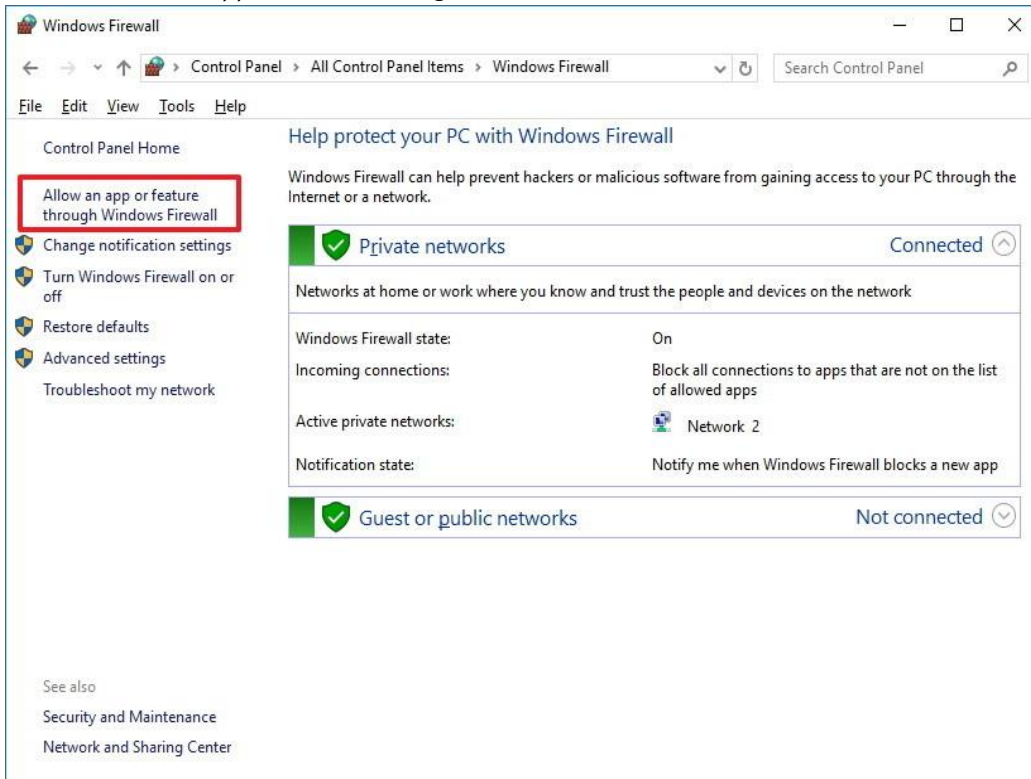 Windows Firewall
Control Panel > All Control Panel Items > Windows Firewall
Search Control Panel
File Edit View Tools Help
Control Panel Home
Allow an app or feature
through Windows Firewall
Change notification settings
Turn Windows Firewall on or
off
Restore defaults
Advanced settings
Troubleshoot my network
Help protect your PC with Windows Firewall
Windows Firewall can help prevent hackers or malicious software from gaining access to your PC through the
Internet or a network.
Private networks Connected
Networks at home or work where you know and trust the people and devices on the network
Windows Firewall state: On
Incoming connections: Block all connections to apps that are not on the list
of allowed apps
Active private networks: Network 2
Notification state: Notify me when Windows Firewall blocks a new app
Guest or public networks Not connected
See also
Security and Maintenance
Network and Sharing Center